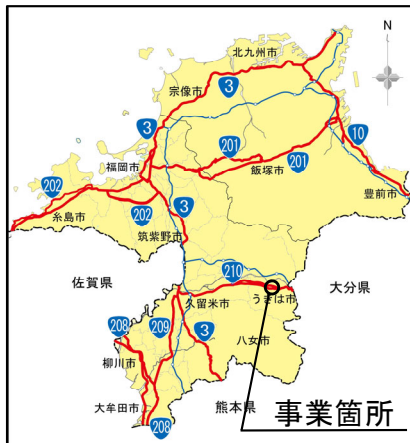 N
北九州市
宗像市
3
3
10
201
福岡市
201
飯塚市
豊前市
202
糸島市
202
3
筑紫野市
佐賀県
210
大分県
久留米市
うきは市
208
209
3
柳川市
八女市
大牟田市
熊本県
208
事業箇所